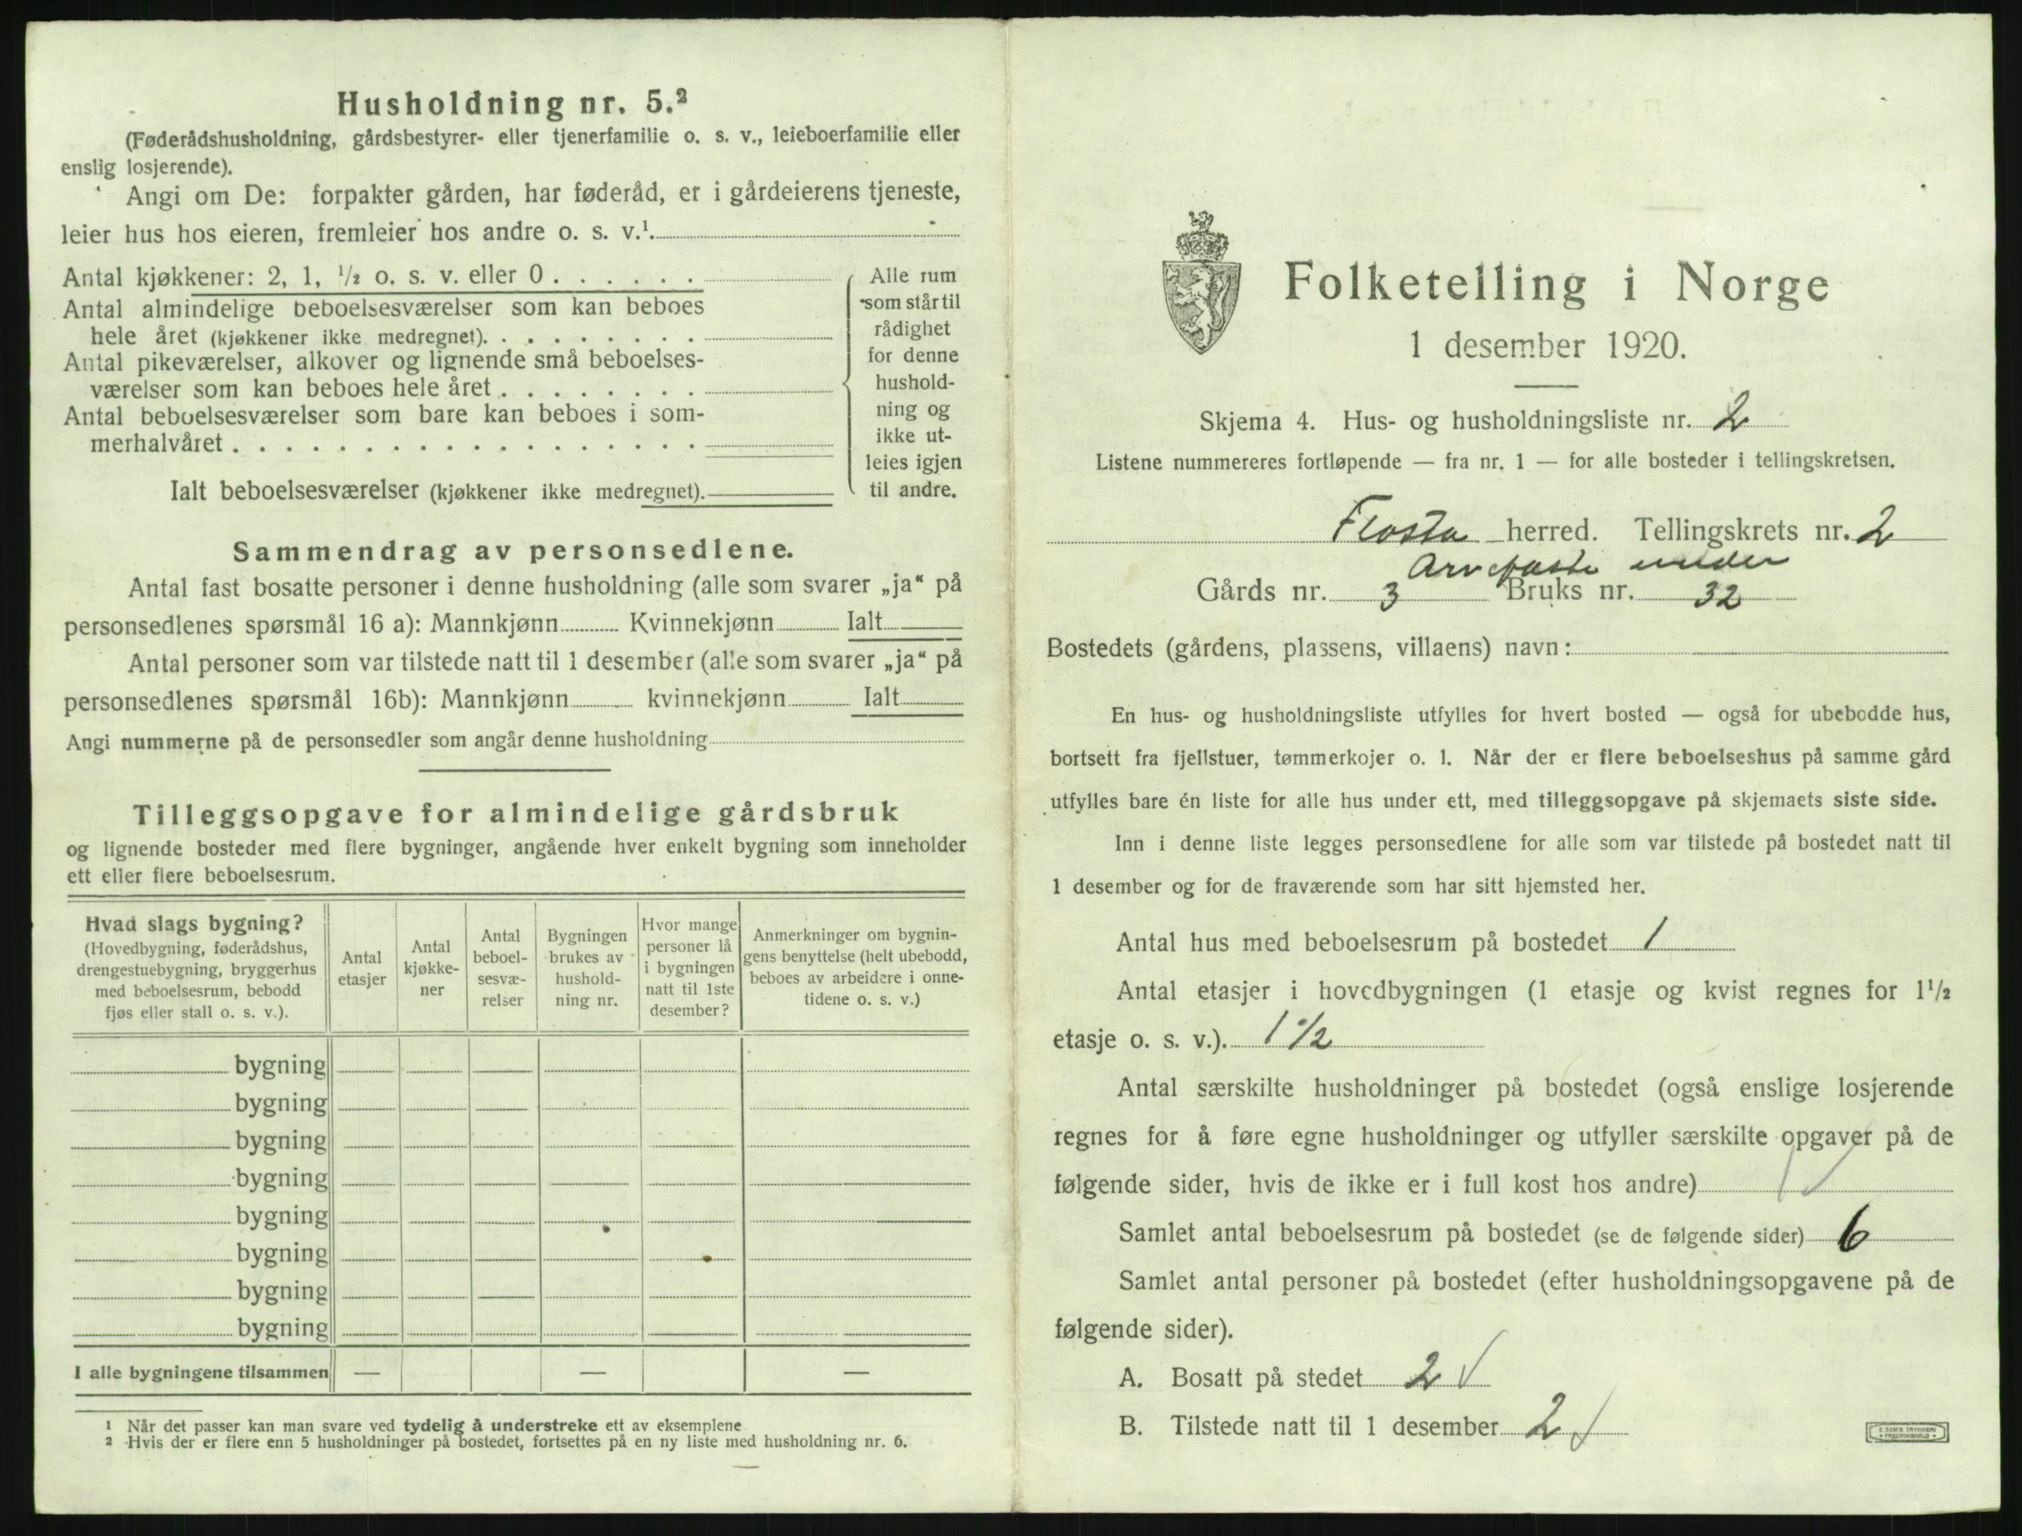 Husholdning nr. 5.²
(Føderådshusholdning, gårdsbestyrer- eller tjenerfamilie o. s. v., leieboerfamilie eller
enslig losjerende).
Angi om De: forpakter gården, har føderåd, er i gårdeierens tjeneste,
leier hus hos eieren, fremleier hos andre o. s. v.¹
Antal kjøkkener: 2, 1, ½ o. s. v. eller 0
Antal almindelige beboelsesværelser som kan beboes
hele året (kjøkkener ikke medregnet).
Antal pikeværelser, alkover og lignende små beboelses-
værelser som kan beboes hele året
Antal beboelsesværelser som bare kan beboes i som-
merhalvåret
Ialt beboelsesværelser (kjøkkener ikke medregnet).
Alle rum
som står til
rådighet
for denne
hushold-
ning og
ikke ut-
leies igjen
til andre.
Sammendrag av personsedlene.
Antal fast bosatte personer i denne husholdning (alle som svarer „ja“ på
personsedlenes spørsmål 16 a): Mannkjønn Kvinnekjønn Ialt
Antal personer som var tilstede natt til 1 desember (alle som svarer „ja“ på
personsedlenes spørsmål 16b): Mannkjønn kvinnekjønn Ialt
Angi nummerne på de personsedler som angår denne husholdning
Tilleggsopgave for almindelige gårdsbruk
og lignende bosteder med flere bygninger, angående hver enkelt bygning som inneholder
ett eller flere beboelsesrum.
Hvad slags bygning?
(Hovedbygning, føderådshus,
drengestuebygning, bryggerhus
med beboelsesrum, bebodd
fjøs eller stall o. s. v.).
Antal
etasjer
Antal
kjøkke-
ner
Antal
beboel-
sesvæ-
relser
Bygningen
brukes av
hushold-
ning nr.
Hvor mange
personer lå
i bygningen
natt til 1ste
desember?
Anmerkninger om bygnin-
gens benyttelse (helt ubebodd,
beboes av arbeidere i onne-
tidene o. s. v.)
bygning
bygning
bygning
bygning
bygning
bygning
bygning
bygning
I alle bygningene tilsammen — — —
¹ Når det passer kan man svare ved tydelig å understreke ett av eksemplene
² Hvis der er flere enn 5 husholdninger på bostedet, fortsettes på en ny liste med husholdning nr. 6.
Folketelling i Norge
1 desember 1920.
Skjema 4. Hus- og husholdningsliste nr. 2
Listene nummereres fortløpende — fra nr. 1 — for alle bosteder i tellingskretsen.
Flosta herred. Tellingskrets nr. 2
Arvefæste under
Gårds nr. 3 Bruks nr. 32
Bostedets (gårdens, plassens, villaens) navn:
En hus- og husholdningsliste utfylles for hvert bosted — også for ubebodde hus,
bortsett fra fjellstuer, tømmerkojer o. l. Når der er flere beboelseshus på samme gård
utfylles bare én liste for alle hus under ett, med tilleggsopgave på skjemaets siste side.
Inn i denne liste legges personsedlene for alle som var tilstede på bostedet natt til
1 desember og for de fraværende som har sitt hjemsted her.
Antal hus med beboelsesrum på bostedet 1
Antal etasjer i hovedbygningen (1 etasje og kvist regnes for 1½
etasje o. s. v.). 1½
Antal særskilte husholdninger på bostedet (også enslige losjerende
regnes for å føre egne husholdninger og utfyller særskilte opgaver på de
følgende sider, hvis de ikke er i full kost hos andre) 1 ✓
Samlet antal beboelsesrum på bostedet (se de følgende sider) 6
Samlet antal personer på bostedet (efter husholdningsopgavene på de
følgende sider).
A. Bosatt på stedet 2 ✓
B. Tilstede natt til 1 desember 2 ✓